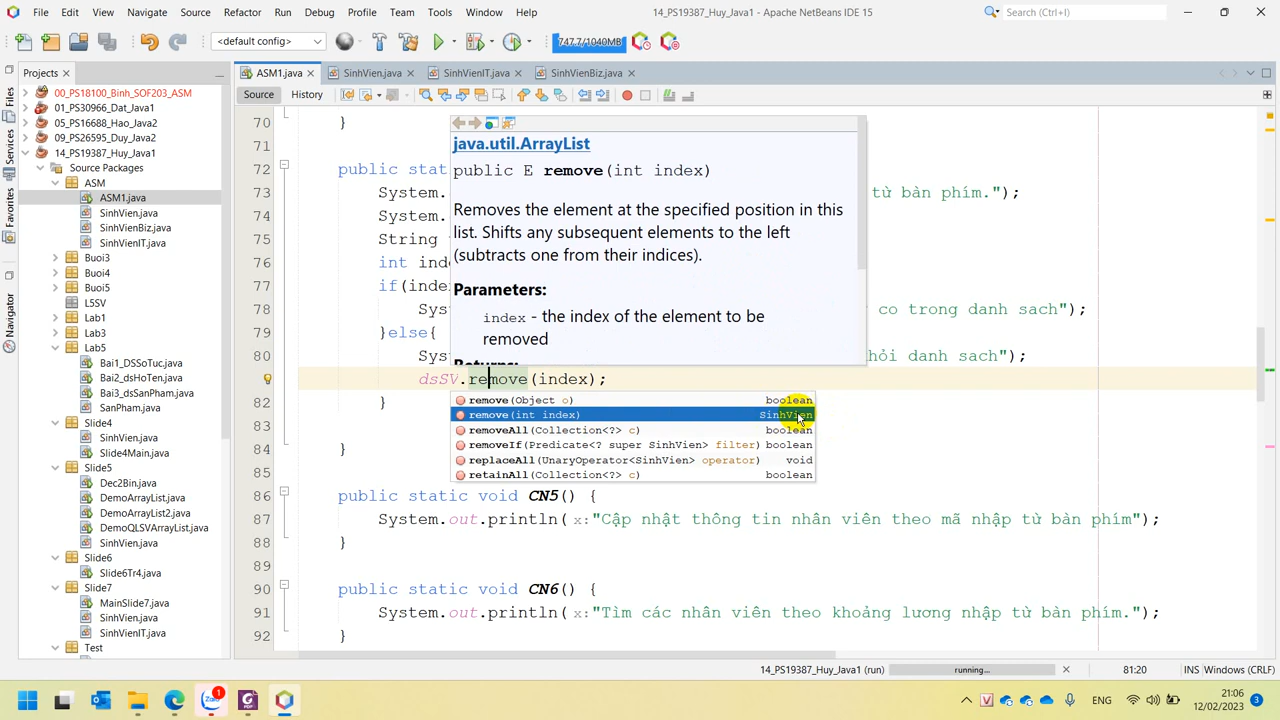 File Edit View Navigate Source Refactor Run Debug Profile Team Tools Window Help
14_PS19387_Huy_Java1 - Apache NetBeans IDE 15
Search (Ctrl+I)
<default config>
747.7/1040MB
Projects
ASM1.java
SinhVien.java
SinhVienIT.java
SinhVienBiz.java
Source
History
Files
Services
Favorites
Navigator
00_PS18100_Binh_SOF203_ASM
01_PS30966_Dat_Java1
05_PS16688_Hao_Java2
09_PS26595_Duy_Java2
14_PS19387_Huy_Java1
Source Packages
ASM
ASM1.java
SinhVien.java
SinhVienBiz.java
SinhVienIT.java
Buoi3
Buoi4
Buoi5
L5SV
Lab1
Lab3
Lab5
Bai1_DSSoTuc.java
Bai2_dsHoTen.java
Bai3_dsSanPham.java
SanPham.java
Slide4
SinhVien.java
Slide4Main.java
Slide5
Dec2Bin.java
DemoArrayList.java
DemoArrayList2.java
DemoQLSVArrayList.java
SinhVien.java
Slide6
Slide6Tr4.java
Slide7
MainSlide7.java
SinhVien.java
SinhVienIT.java
Test
70 }
71
72 public stat
73 System. từ bàn phím.");
74 System.
75 String
76 int inde
77 if(inde
78 Sys co trong danh sach");
79 }else{
80 Sys hỏi danh sach");
dsSV.remove(index);
82 }
83
84 }
85
86 public static void CN5() {
87 System.out.println(x:"Cập nhật thông tin nhân viên theo mã nhập từ bàn phím");
88 }
89
90 public static void CN6() {
91 System.out.println(x:"Tìm các nhân viên theo khoảng lương nhập từ bàn phím.");
92 }
java.util.ArrayList
public E remove(int index)
Removes the element at the specified position in this
list. Shifts any subsequent elements to the left
(subtracts one from their indices).
Parameters:
index - the index of the element to be
removed
Returns:
remove(Object o) boolean
remove(int index) SinhVien
removeAll(Collection<?> c) boolean
removeIf(Predicate<? super SinhVien> filter) boolean
replaceAll(UnaryOperator<SinhVien> operator) void
retainAll(Collection<?> c) boolean
14_PS19387_Huy_Java1 (run)
running...
81:20
INS
Windows (CRLF)
Zalo
1
ENG
21:06
12/02/2023
3